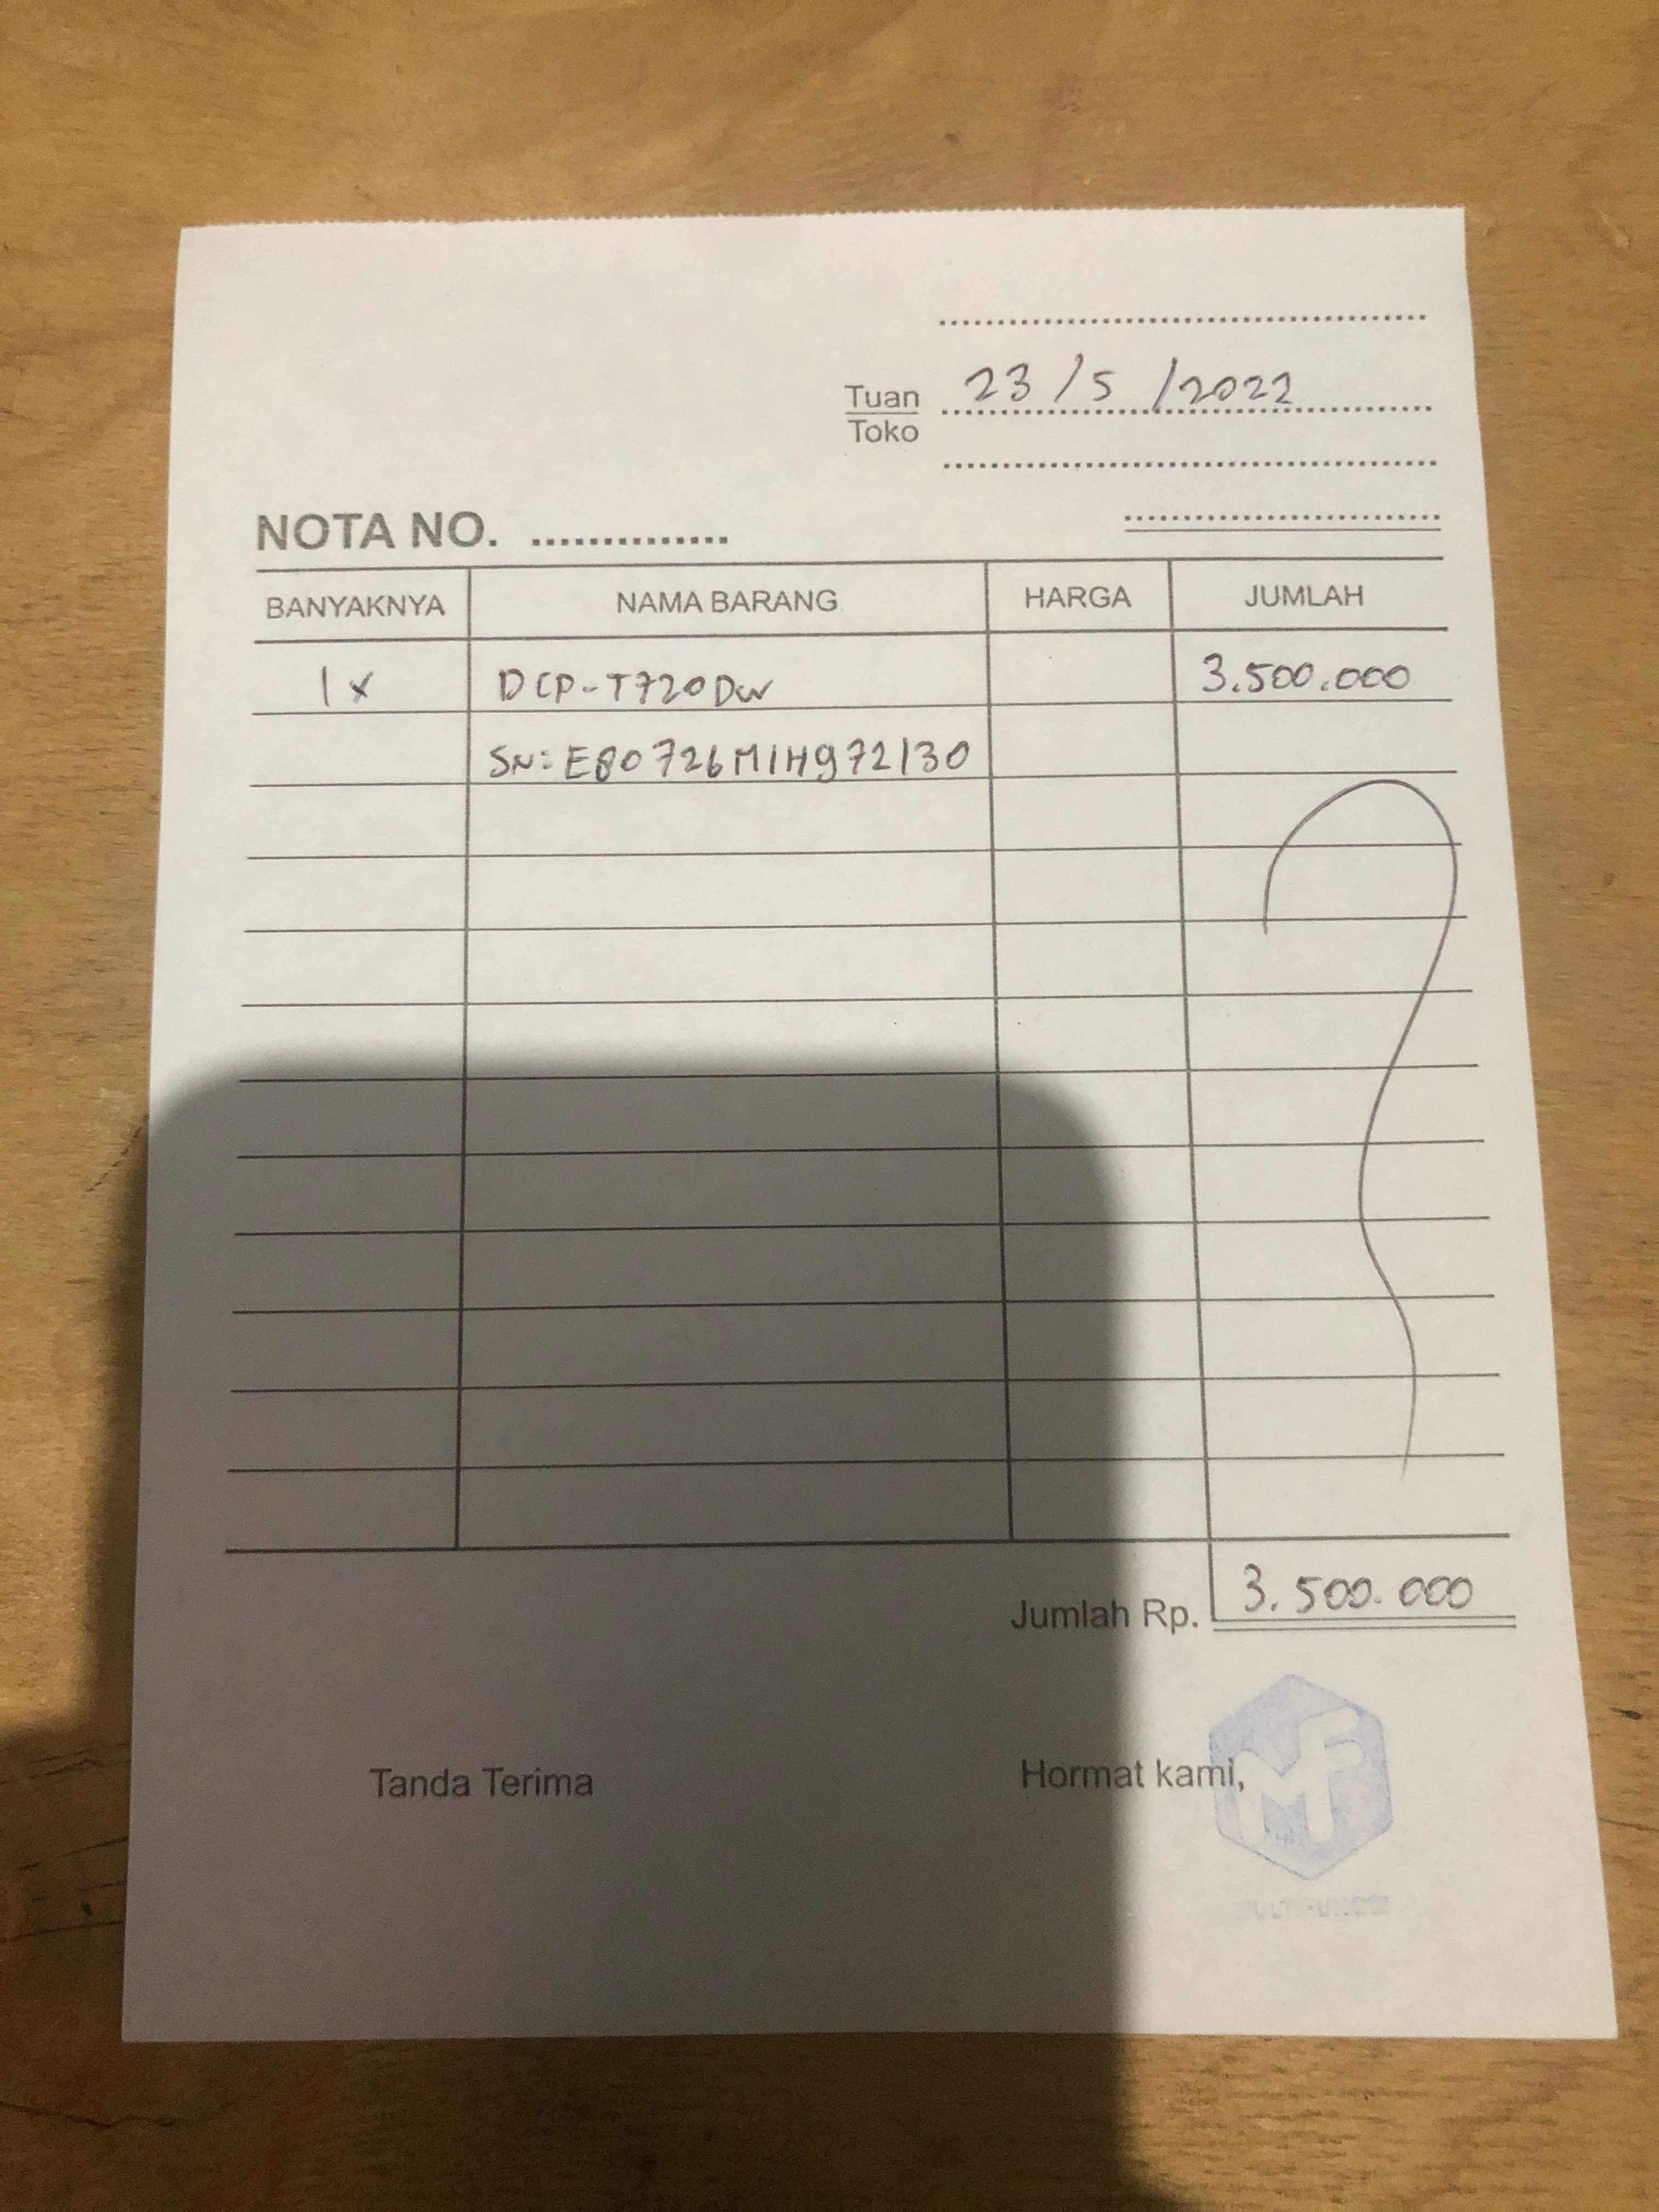 23/5/2022
Tuan
Toko
NOTA NO. ..............
BANYAKNYA NAMA BARANG HARGA JUMLAH
1x DCP-T720DW 3.500.000
SN: E80726M1H972130
Jumlah Rp. 3.500.000
Tanda Terima Hormat kami,
MF